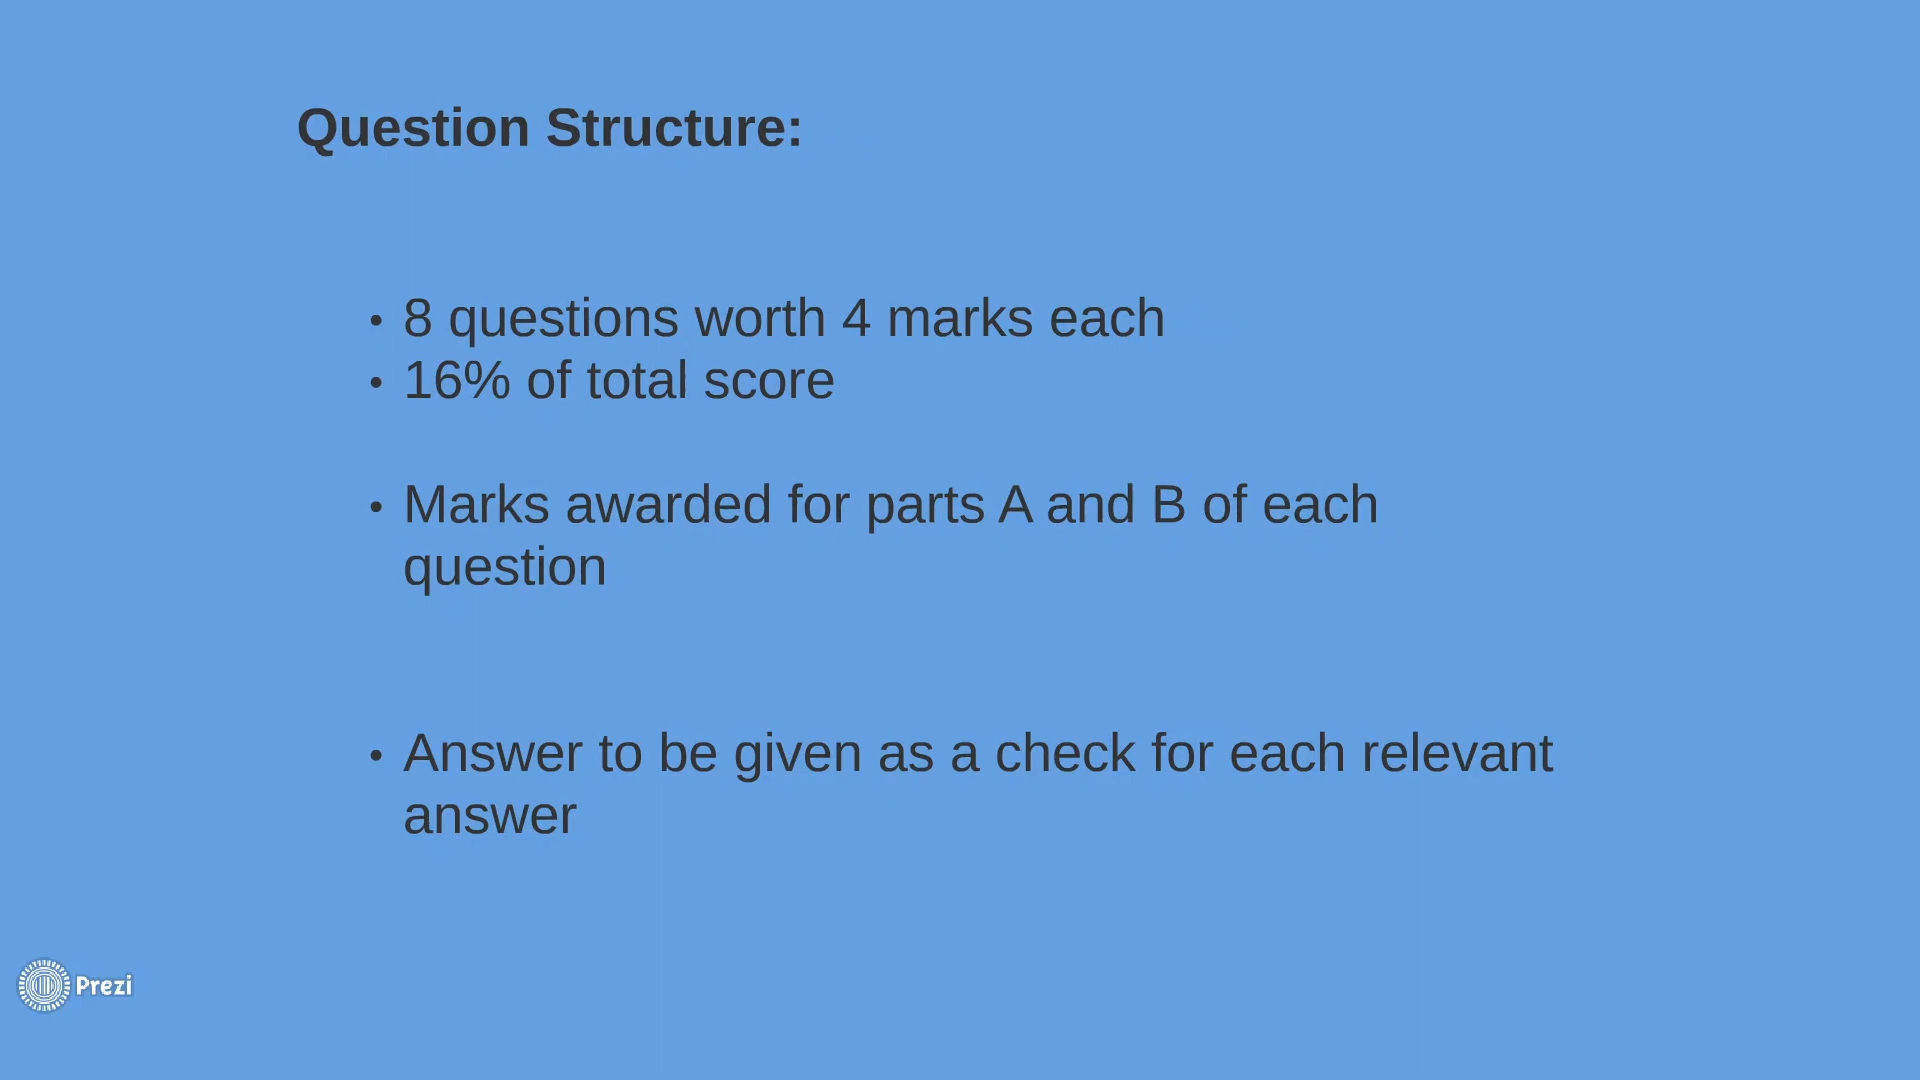 Question Structure:
• 8 questions worth 4 marks each
• 16% of total score
• Marks awarded for parts A and B of each
question
• Answer to be given as a check for each relevant
answer
Prezi